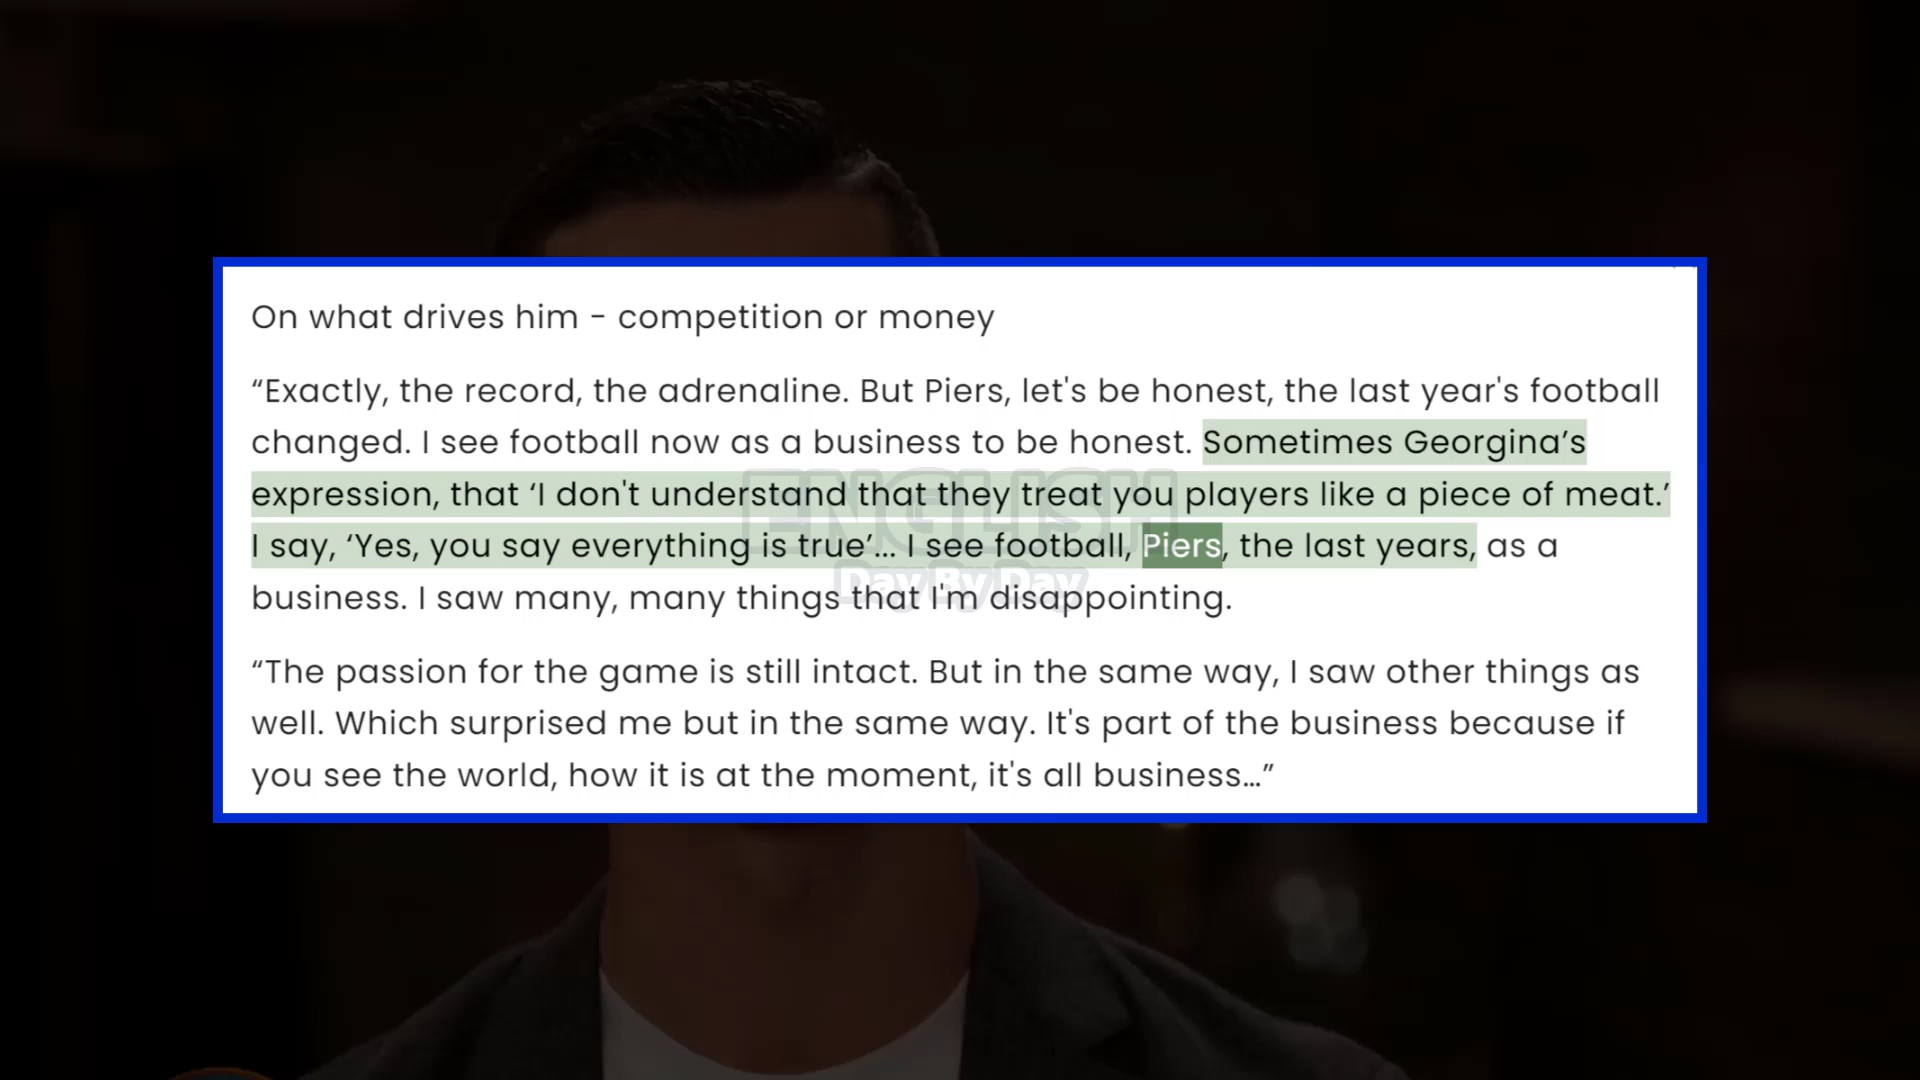 On what drives him - competition or money
“Exactly, the record, the adrenaline. But Piers, let's be honest, the last year's football
changed. I see football now as a business to be honest. Sometimes Georgina’s
expression, that ‘I don't understand that they treat you players like a piece of meat.’
I say, ‘Yes, you say everything is true’... I see football, Piers, the last years, as a
business. I saw many, many things that I'm disappointing.
“The passion for the game is still intact. But in the same way, I saw other things as
well. Which surprised me but in the same way. It's part of the business because if
you see the world, how it is at the moment, it's all business...”
ENGLISH
Day By Day